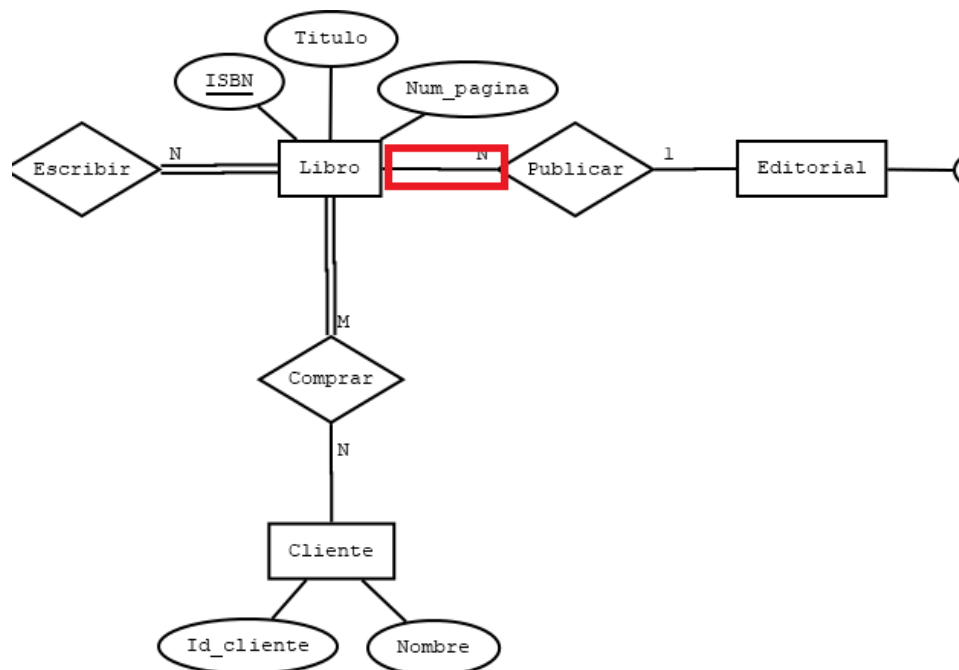 Titulo
ISBN
Num_pagina
Escribir
N
Libro
N
Publicar
1
Editorial
M
Comprar
N
Cliente
Id_cliente
Nombre